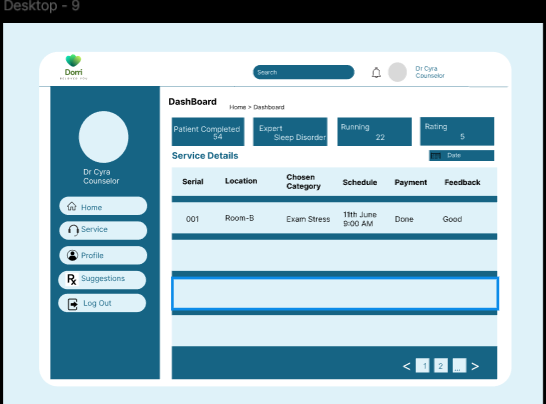 Desktop - 9
Dorri
Search
Dr Cyra
Counselor
DashBoard
Home > Dashboard
Patient Completed
54
Expert
Sleep Disorder
Running
22
Rating
5
Service Details
Date
Dr Cyra
Counselor
Home
Service
Profile
Suggestions
Log Out
Serial Location Chosen Category Schedule Payment Feedback
001 Room-B Exam Stress 11th June 9:00 AM Done Good
< 1 2 ... >